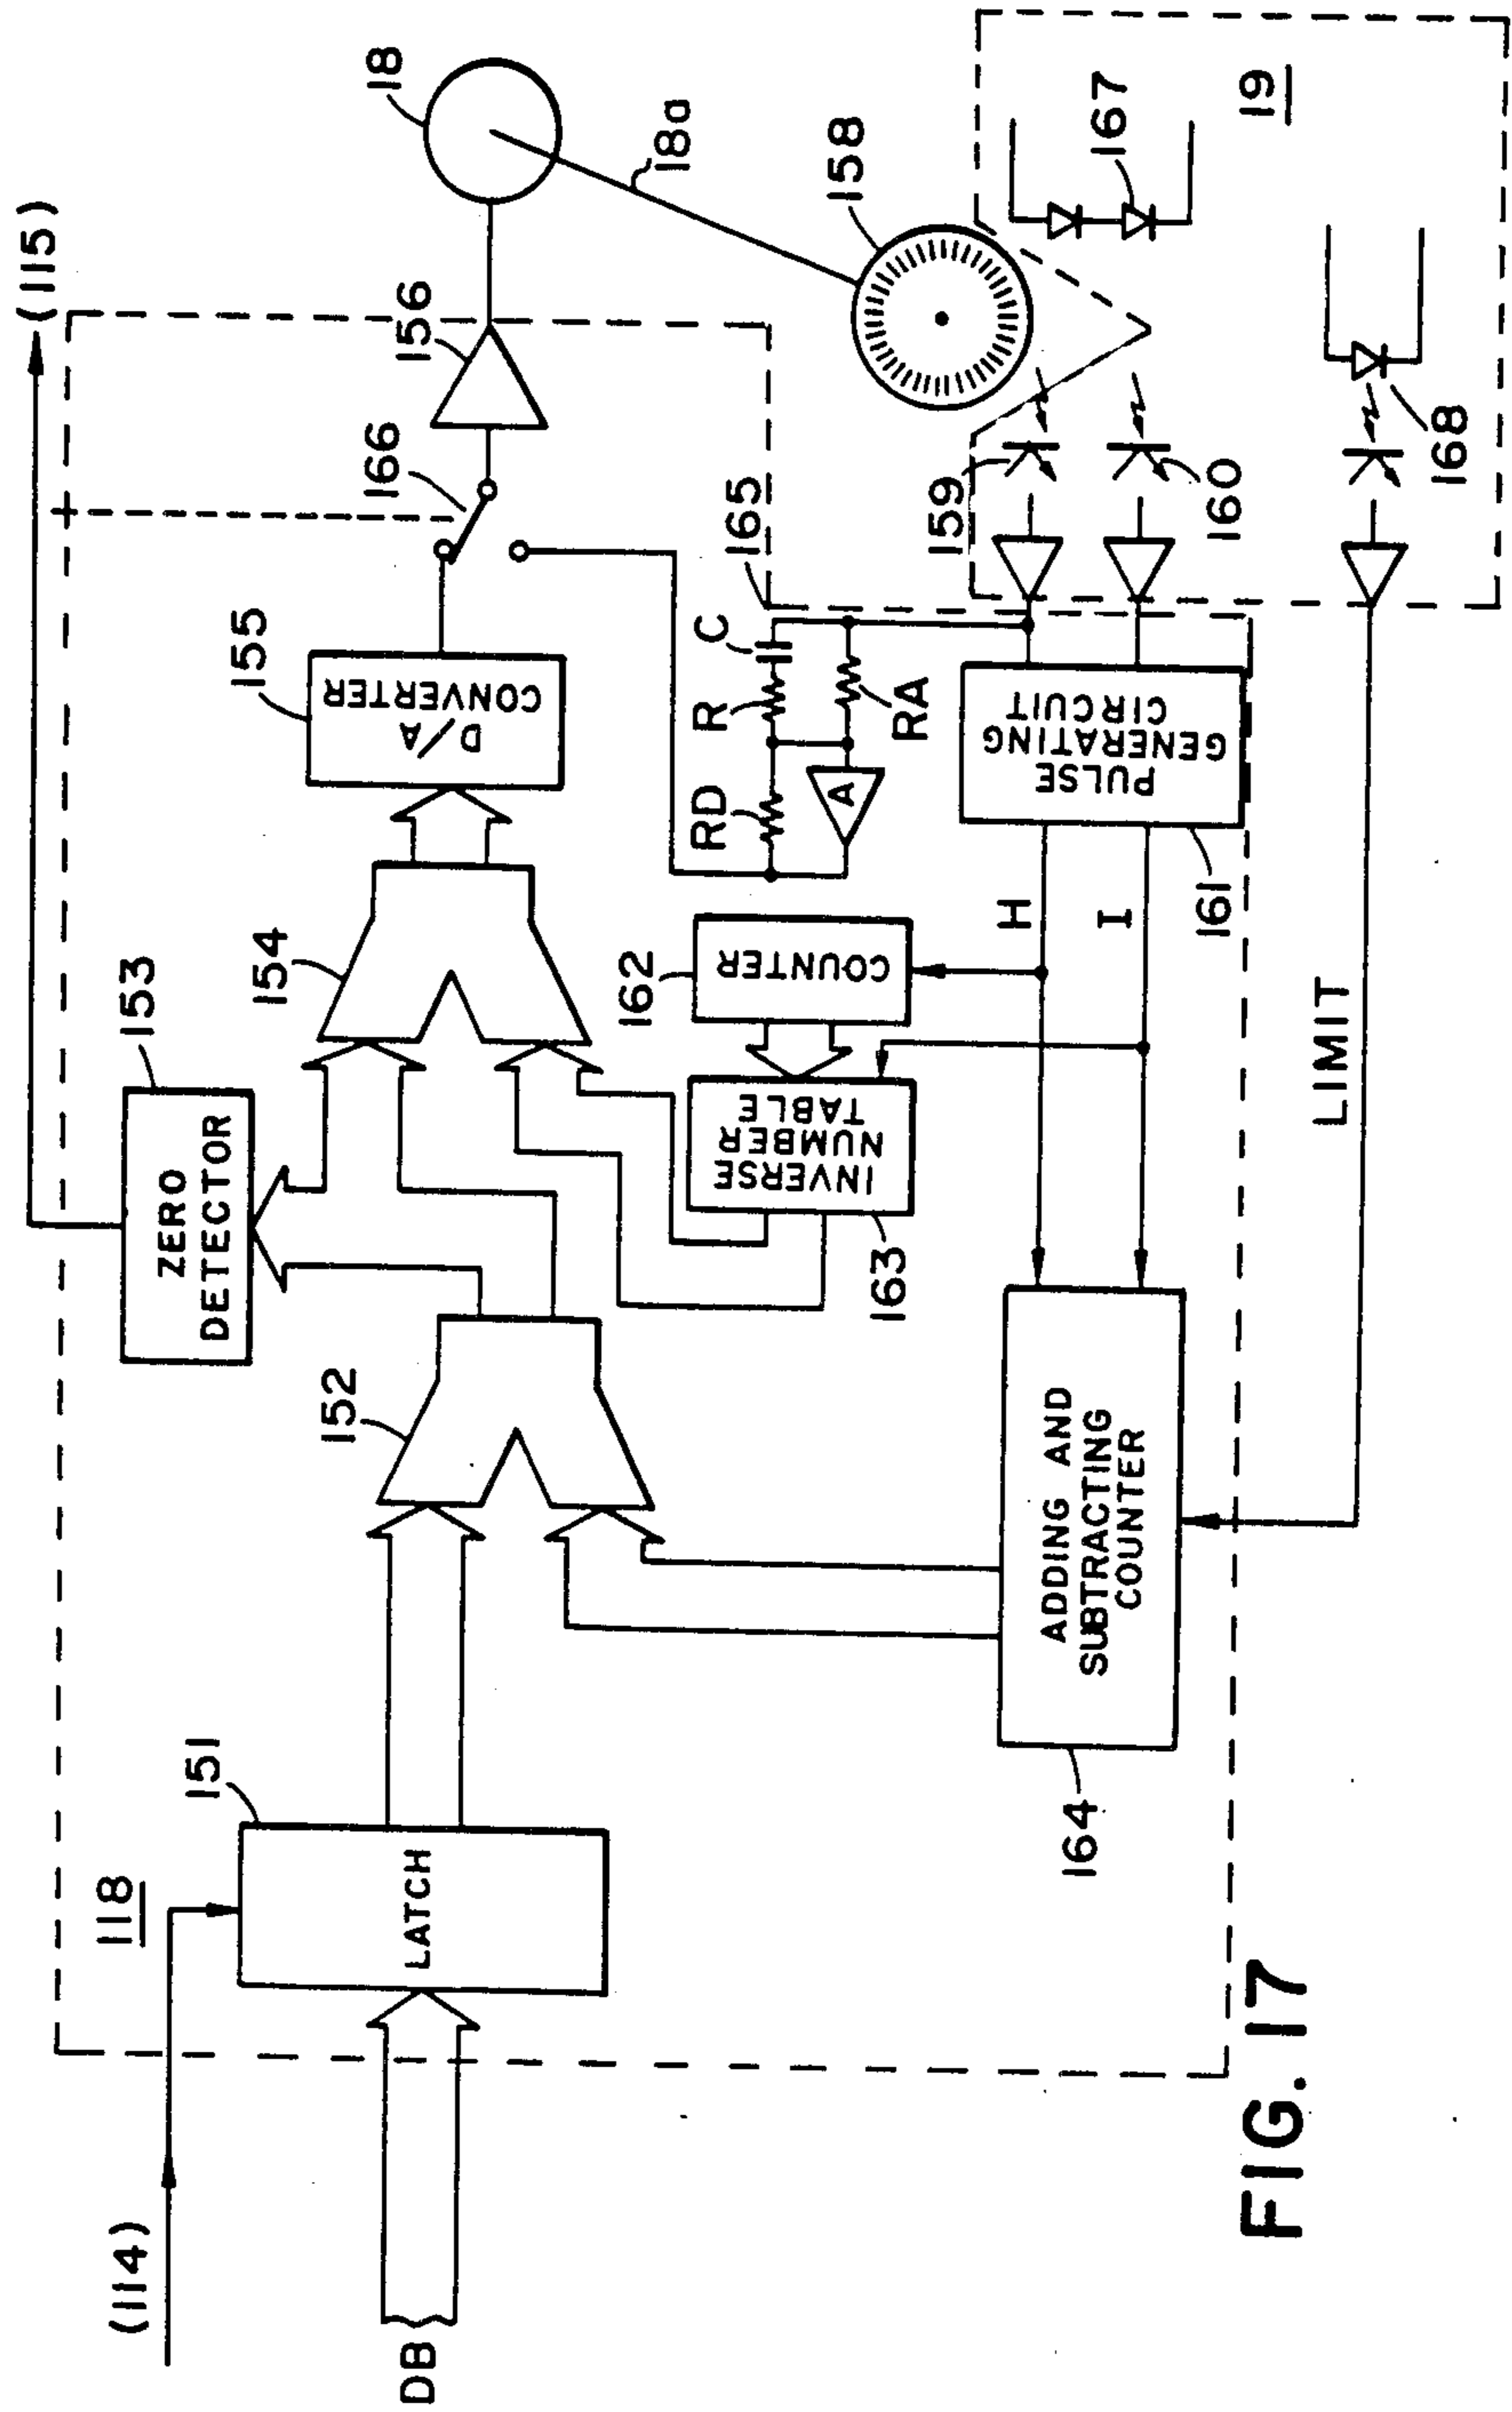 (115)
18
156
18a
166
155
D/A
CONVERTER
153
154
ZERO
DETECTOR
158
167
19
165
159
160
168
C
R
RA
RD
A
PULSE
GENERATING
CIRCUIT
161
H
I
162
COUNTER
INVERSE
NUMBER
TABLE
163
LIMIT
152
151
118
LATCH
ADDING AND
SUBTRACTING
COUNTER
164
(114)
DB
FIG. 17